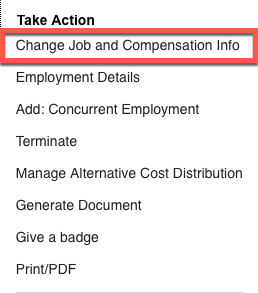 Take Action
Change Job and Compensation Info
Employment Details
Add: Concurrent Employment
Terminate
Manage Alternative Cost Distribution
Generate Document
Give a badge
Print/PDF